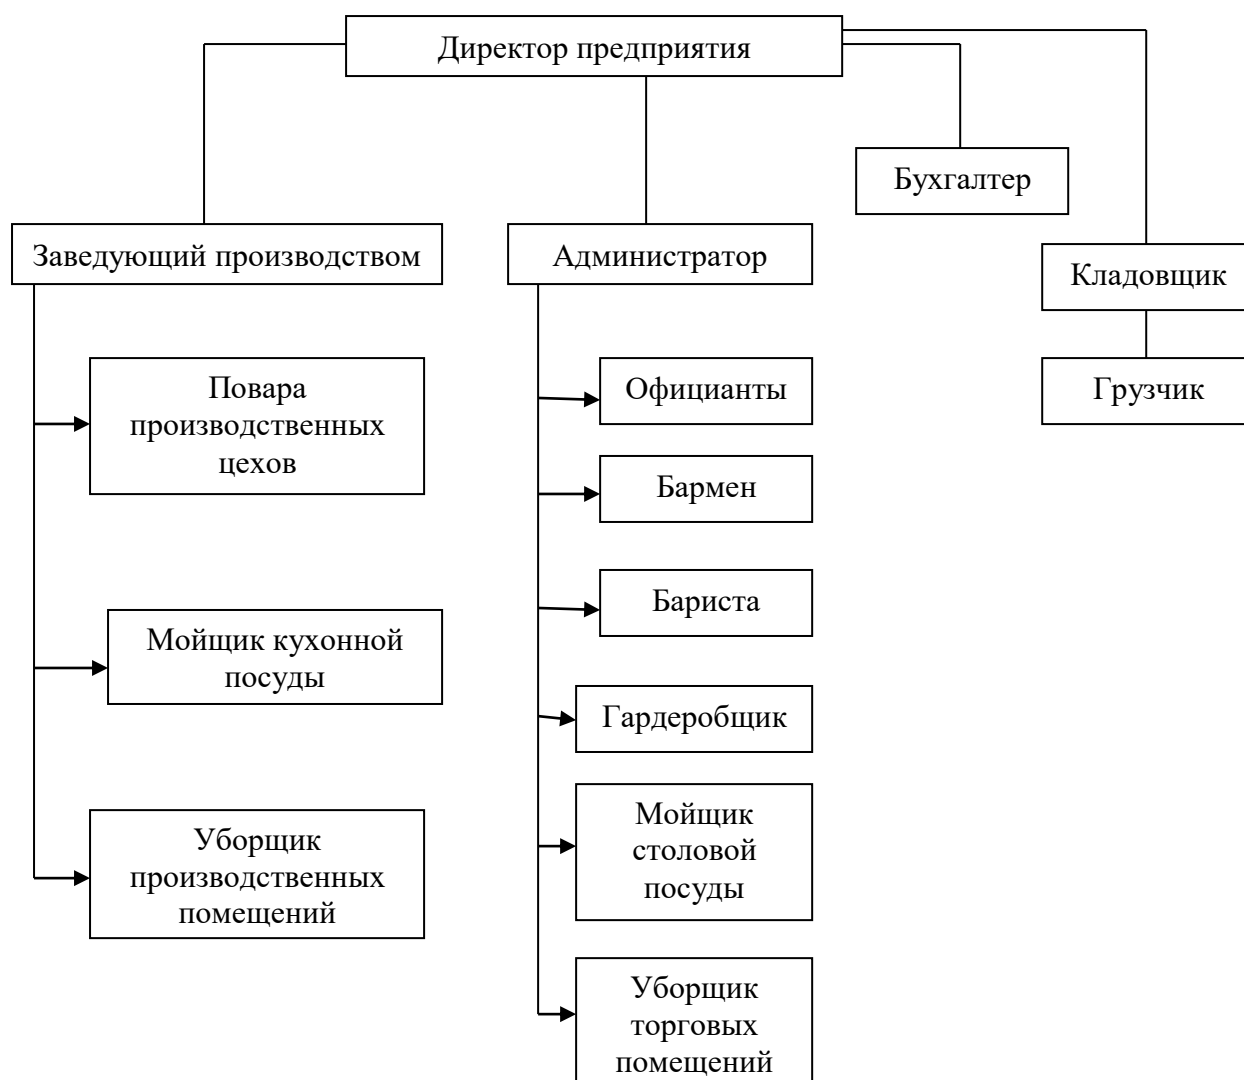 Директор предприятия
Бухгалтер
Заведующий производством
Администратор
Кладовщик
Повара
производственных
цехов
Официанты
Грузчик
Бармен
Бариста
Мойщик кухонной
посуды
Гардеробщик
Мойщик
столовой
посуды
Уборщик
производственных
помещений
Уборщик
торговых
помещений